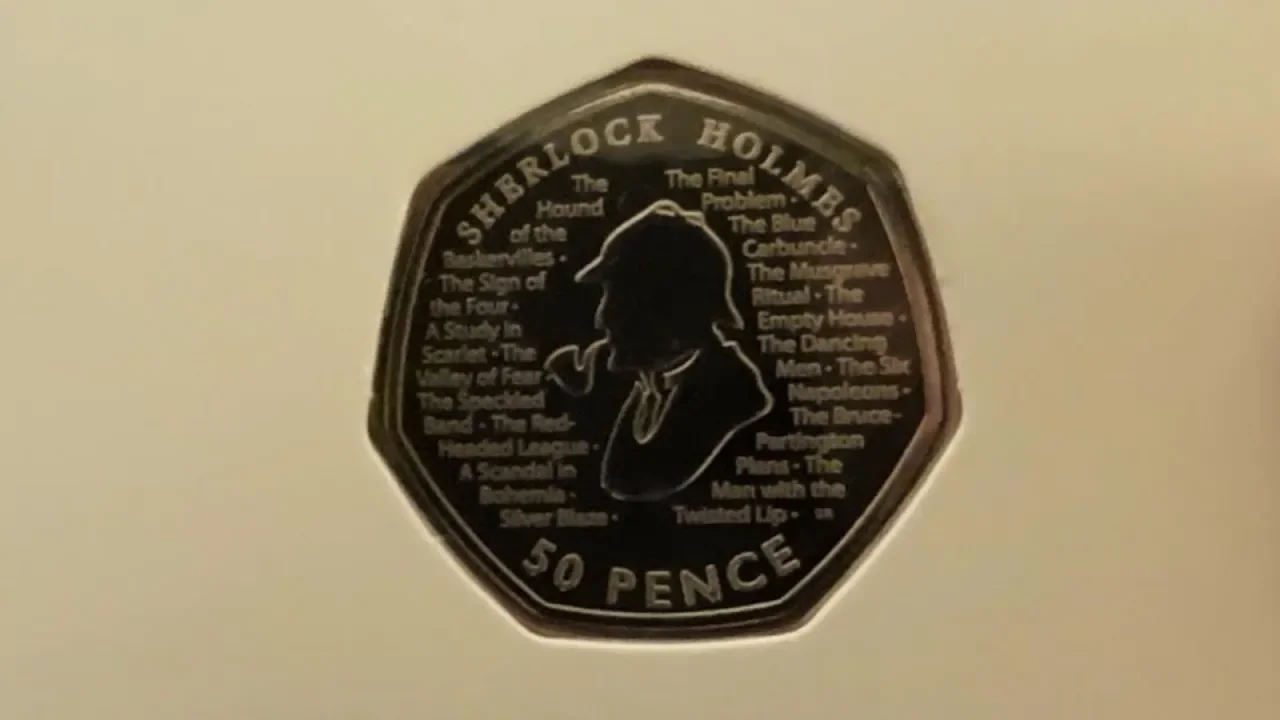 SHERLOCK HOLMES
The
Hound
of the
Baskervilles ·
The Sign of
the Four ·
A Study in
Scarlet · The
Valley of Fear
The Speckled
Band · The Red-
Headed League ·
A Scandal in
Bohemia ·
Silver Blaze ·
The Final
Problem ·
The Blue
Carbuncle ·
The Musgrave
Ritual · The
Empty House ·
The Dancing
Men · The Six
Napoleons ·
The Bruce-
Partington
Plans · The
Man with the
Twisted Lip ·
50 PENCE